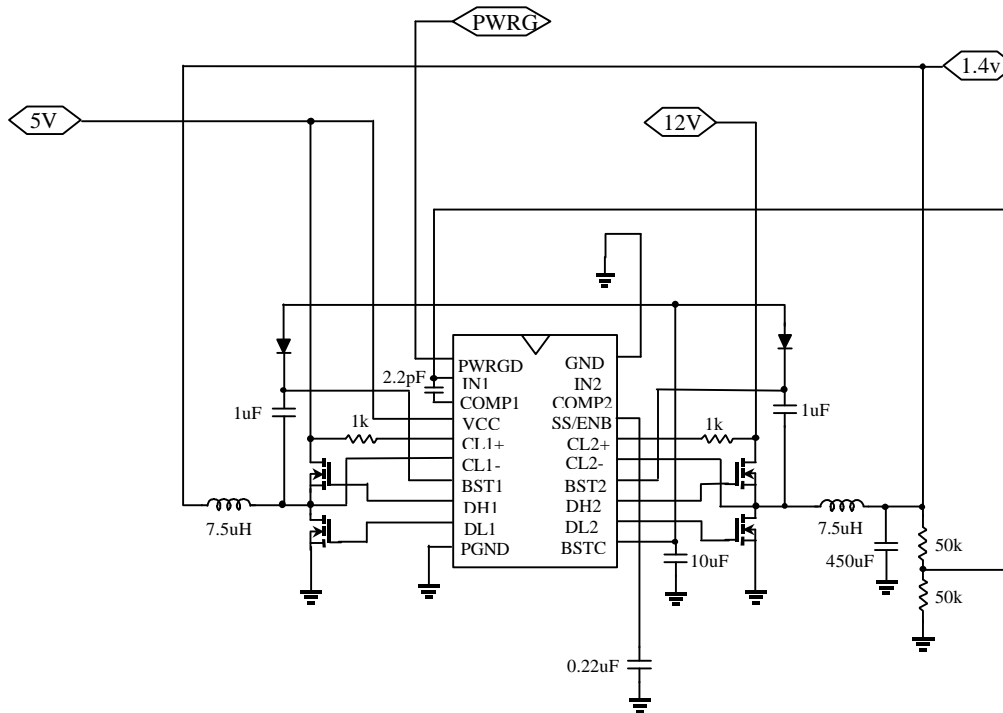 PWRG
1.4v
5V
12V
PWRGD
IN1
COMP1
VCC
CL1+
CL1-
BST1
DH1
DL1
PGND
GND
IN2
COMP2
SS/ENB
CL2+
CL2-
BST2
DH2
DL2
BSTC
2.2pF
1uF
1k
7.5uH
1k
1uF
7.5uH
10uF
450uF
50k
50k
0.22uF